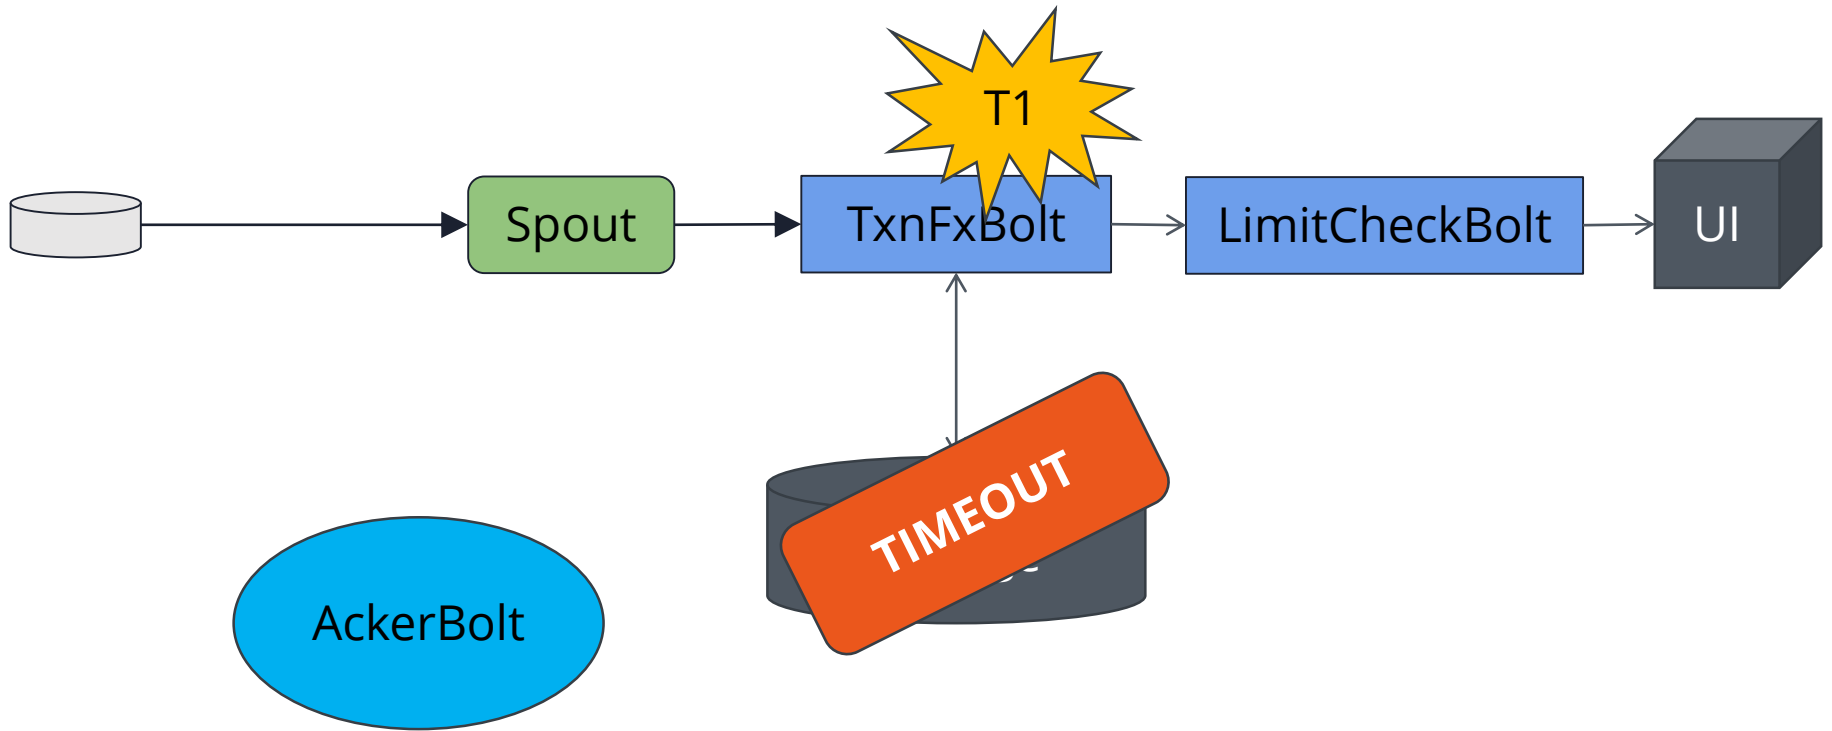 T1
Spout
TxnFxBolt
LimitCheckBolt
UI
TIMEOUT
AckerBolt